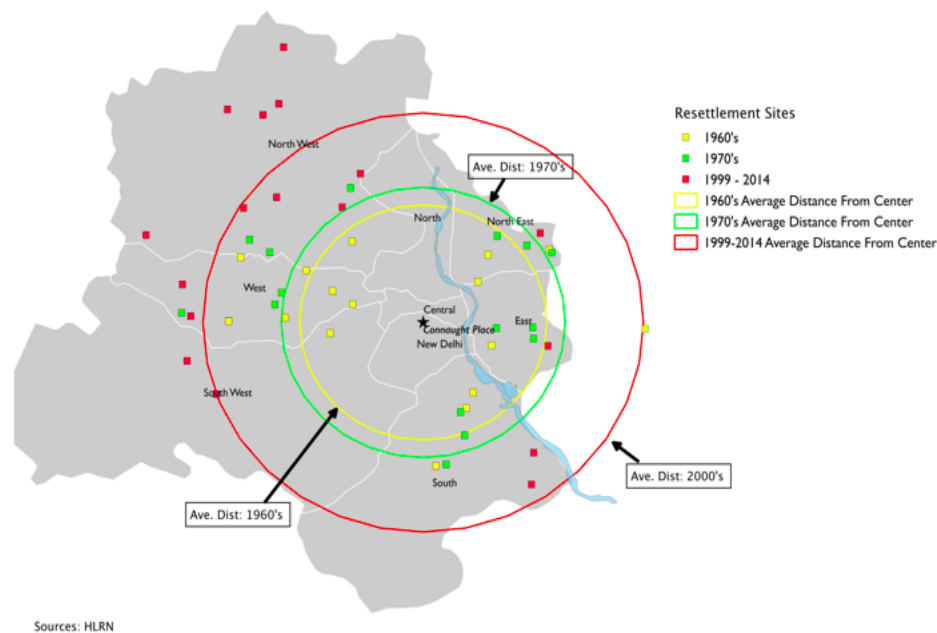 Resettlement Sites
1960's
1970's
1999 - 2014
1960's Average Distance From Center
1970's Average Distance From Center
1999-2014 Average Distance From Center
North West
Ave. Dist: 1970's
North
North East
West
Central
Connaught Place
New Delhi
East
South West
South
Ave. Dist: 2000's
Ave. Dist: 1960's
Sources: HLRN